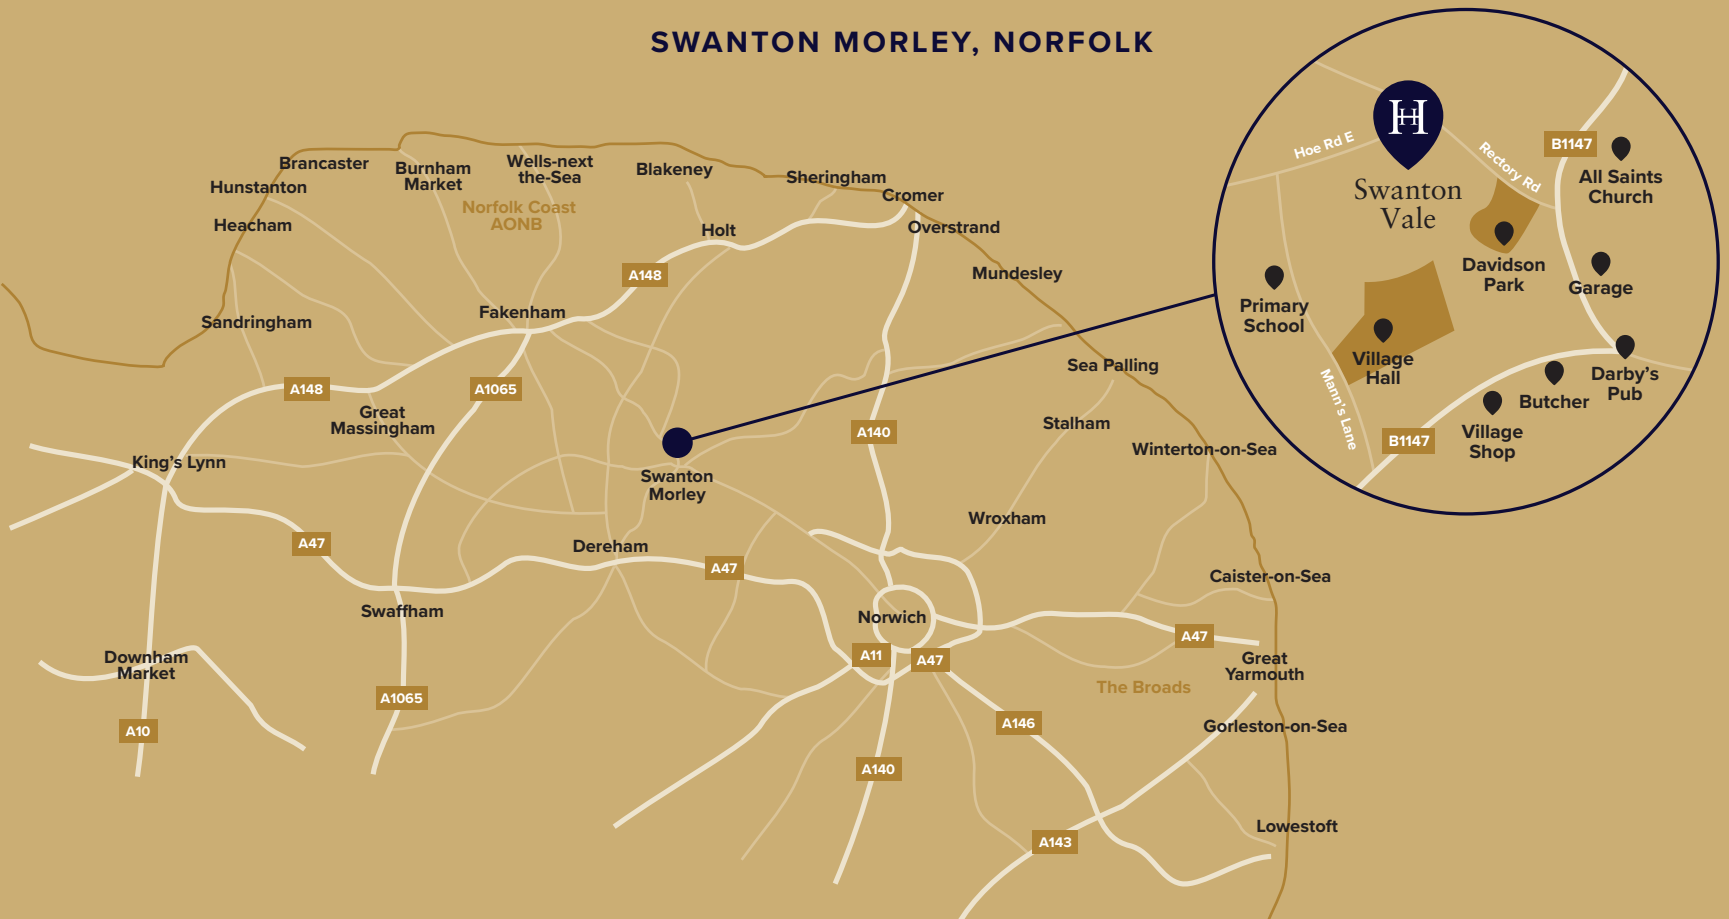 SWANTON MORLEY, NORFOLK
Brancaster
Hunstanton
Heacham
Burnham
Market
Wells-next
the-Sea
Norfolk Coast
AONB
Blakeney
Sheringham
Cromer
Overstrand
Holt
Mundesley
A148
Fakenham
Sandringham
A148
A1065
Great
Massingham
King's Lynn
Swanton
Morley
A140
Sea Palling
Stalham
Winterton-on-Sea
Wroxham
A47
Dereham
A47
Swaffham
Caister-on-Sea
Norwich
A11
A47
A47
Great
Yarmouth
The Broads
Downham
Market
A1065
A10
A146
Gorleston-on-Sea
A140
A143
Lowestoft
H
Hoe Rd E
Rectory Rd
B1147
All Saints
Church
Swanton
Vale
Davidson
Park
Garage
Primary
School
Village
Hall
Mann's Lane
Darby's
Pub
Butcher
Village
Shop
B1147